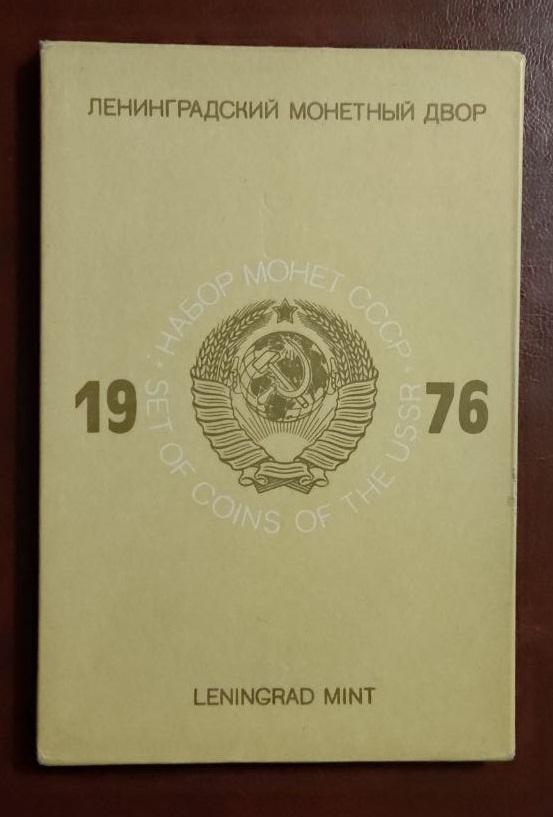 ЛЕНИНГРАДСКИЙ МОНЕТНЫЙ ДВОР
· НАБОР МОНЕТ СССР ·
19 76
SET OF COINS OF THE USSR
LENINGRAD MINT